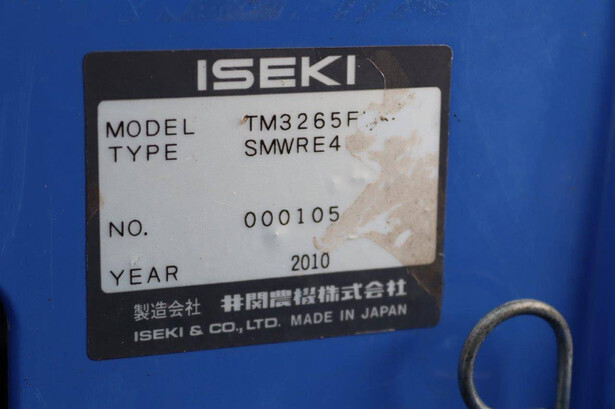 ISEKI
MODEL TM3265F
TYPE SMWRE4
NO. 000105
YEAR 2010
製造会社 井関農機株式会社
ISEKI & CO., LTD. MADE IN JAPAN